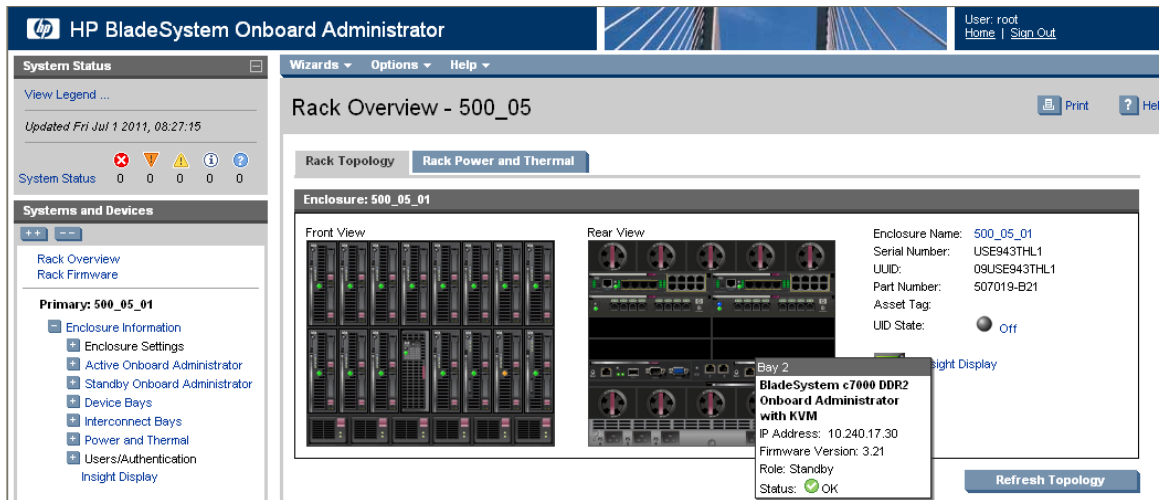 hp HP BladeSystem Onboard Administrator
User: root
Home | Sign Out
System Status
View Legend ...
Updated Fri Jul 1 2011, 08:27:15
System Status 0 0 0 0 0
Systems and Devices
++ --
Rack Overview
Rack Firmware
Primary: 500_05_01
Enclosure Information
Enclosure Settings
Active Onboard Administrator
Standby Onboard Administrator
Device Bays
Interconnect Bays
Power and Thermal
Users/Authentication
Insight Display
Wizards Options Help
Rack Overview - 500_05
Print
? Hel
Rack Topology Rack Power and Thermal
Enclosure: 500_05_01
Front View
Rear View
Enclosure Name: 500_05_01
Serial Number: USE943THL1
UUID: 09USE943THL1
Part Number: 507019-B21
Asset Tag:
UID State: Off
sight Display
Bay 2
BladeSystem c7000 DDR2
Onboard Administrator
with KVM
IP Address: 10.240.17.30
Firmware Version: 3.21
Role: Standby
Status: OK
Refresh Topology